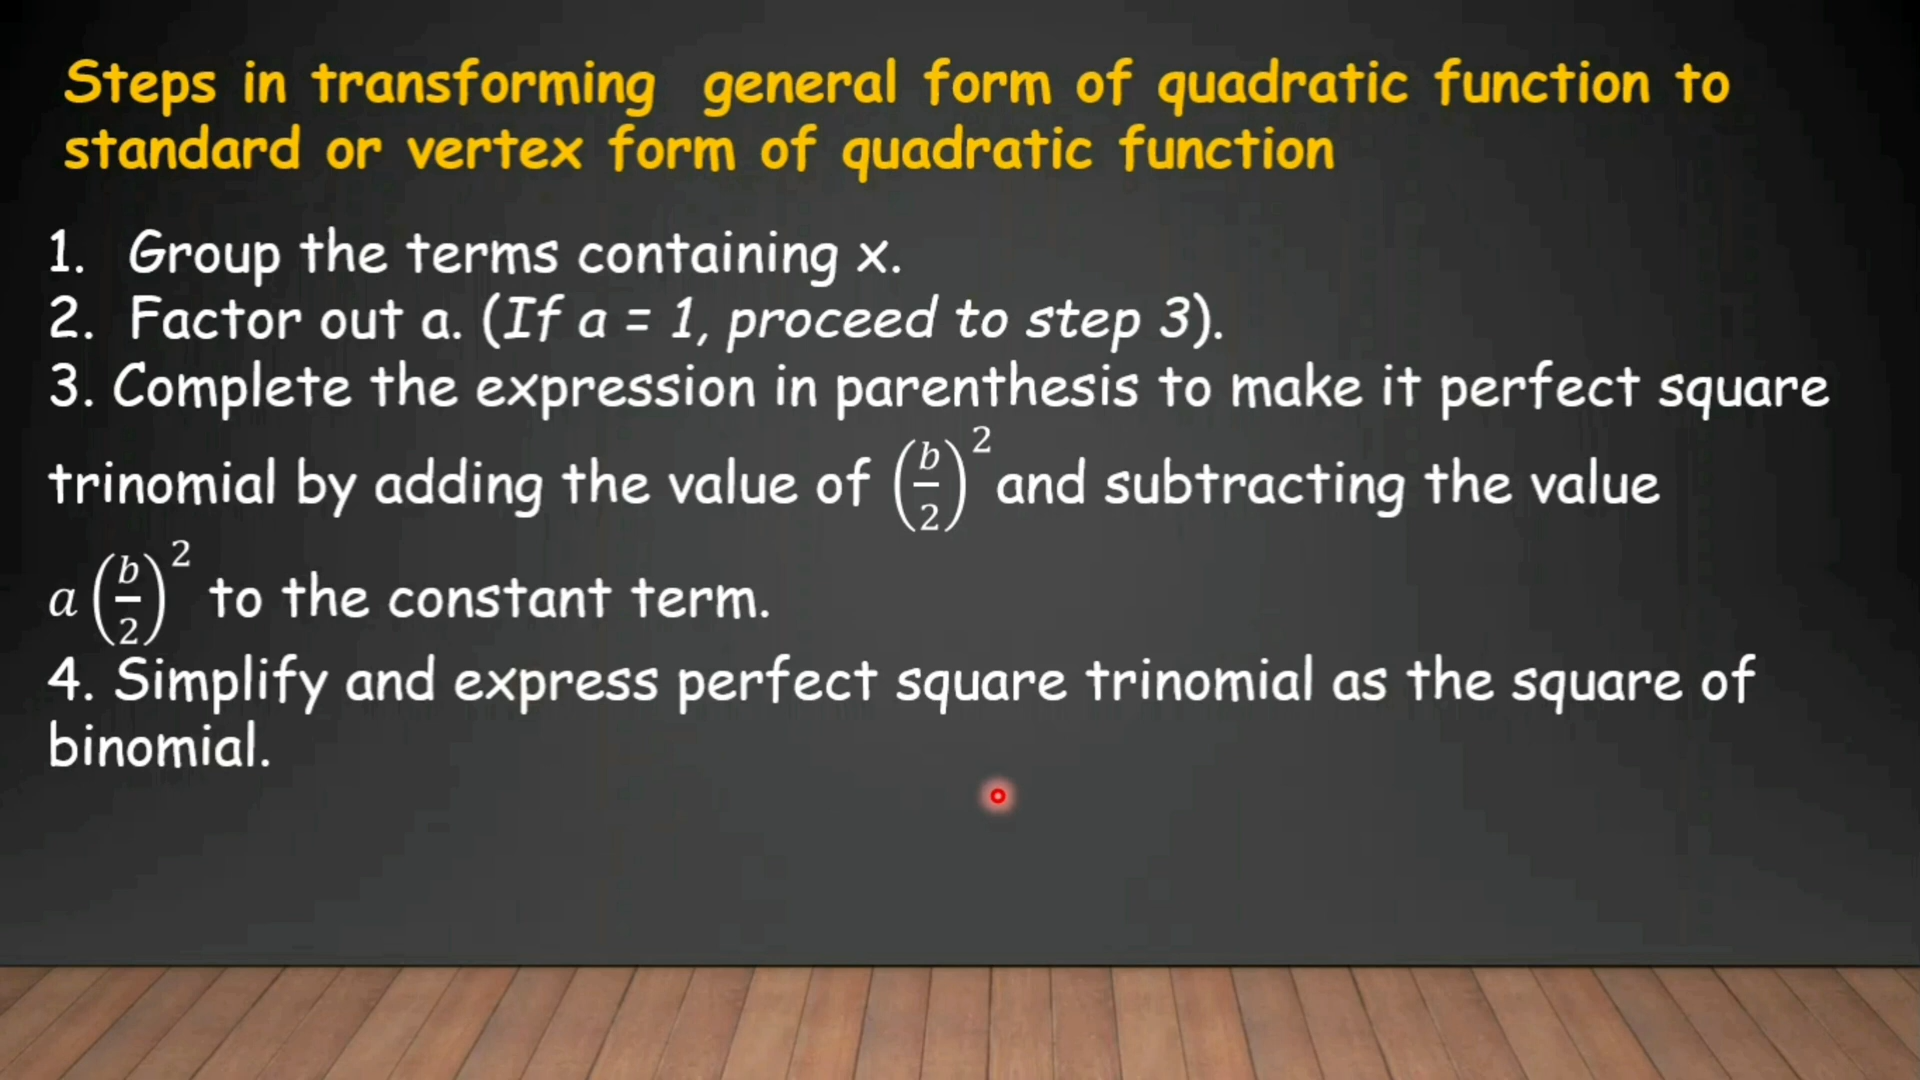 Steps in transforming general form of quadratic function to
standard or vertex form of quadratic function
1. Group the terms containing x.
2. Factor out a. (If a = 1, proceed to step 3).
3. Complete the expression in parenthesis to make it perfect square
trinomial by adding the value of (b/2)² and subtracting the value
a(b/2)² to the constant term.
4. Simplify and express perfect square trinomial as the square of
binomial.